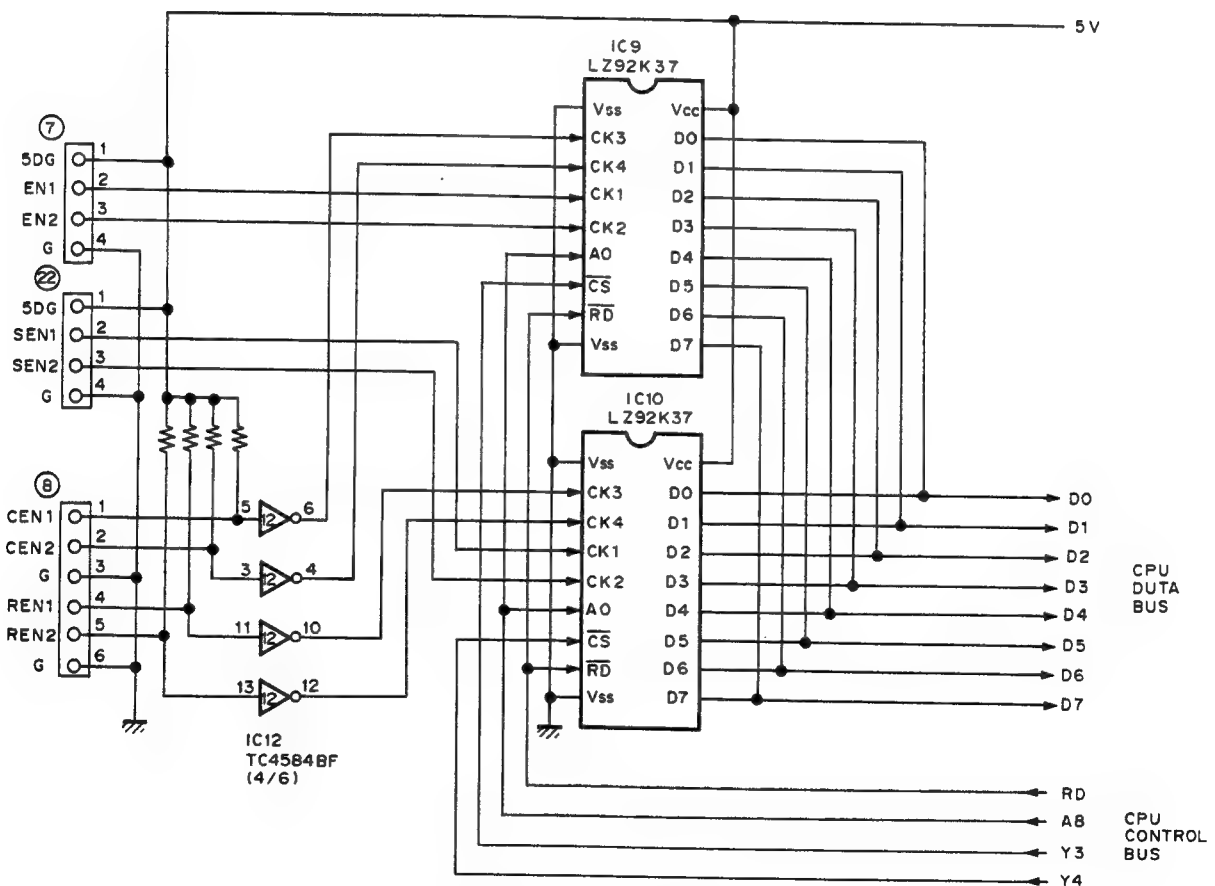 5V
IC9
LZ92K37
Vss
CK3
CK4
CK1
CK2
A0
CS
RD
Vss
Vcc
D0
D1
D2
D3
D4
D5
D6
D7
7
5DG 1
EN1 2
EN2 3
G 4
22
5DG 1
SEN1 2
SEN2 3
G 4
8
CEN1 1
CEN2 2
G 3
REN1 4
REN2 5
G 6
5 12 6
3 12 4
11 12 10
13 12 12
IC12
TC4584BF
(4/6)
IC10
LZ92K37
Vss
CK3
CK4
CK1
CK2
A0
CS
RD
Vss
Vcc
D0
D1
D2
D3
D4
D5
D6
D7
D0
D1
D2
D3
D4
D5
D6
D7
CPU
DUTA
BUS
RD
A8
Y3
Y4
CPU
CONTROL
BUS